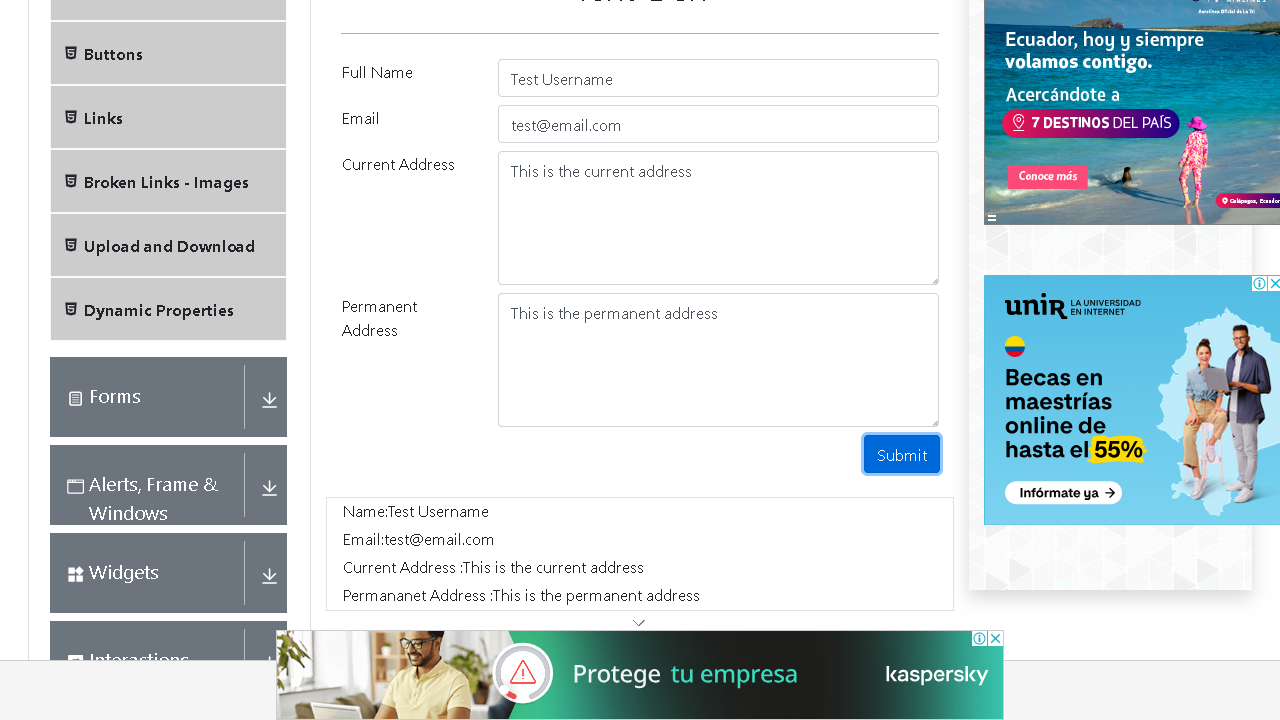 Buttons
Links
Broken Links - Images
Upload and Download
Dynamic Properties
Forms
Alerts, Frame &
Windows
Widgets
Full Name
Test Username
Email
test@email.com
Current Address
This is the current address
Permanent
Address
This is the permanent address
Submit
Name:Test Username
Email:test@email.com
Current Address :This is the current address
Permananet Address :This is the permanent address
Ecuador, hoy y siempre
volamos contigo.
Acercándote a
7 DESTINOS DEL PAÍS
Conoce más
Galápagos, Ecuador
unir LA UNIVERSIDAD
EN INTERNET
Becas en
maestrías
online de
hasta el 55%
Infórmate ya →
Protege tu empresa
kaspersky